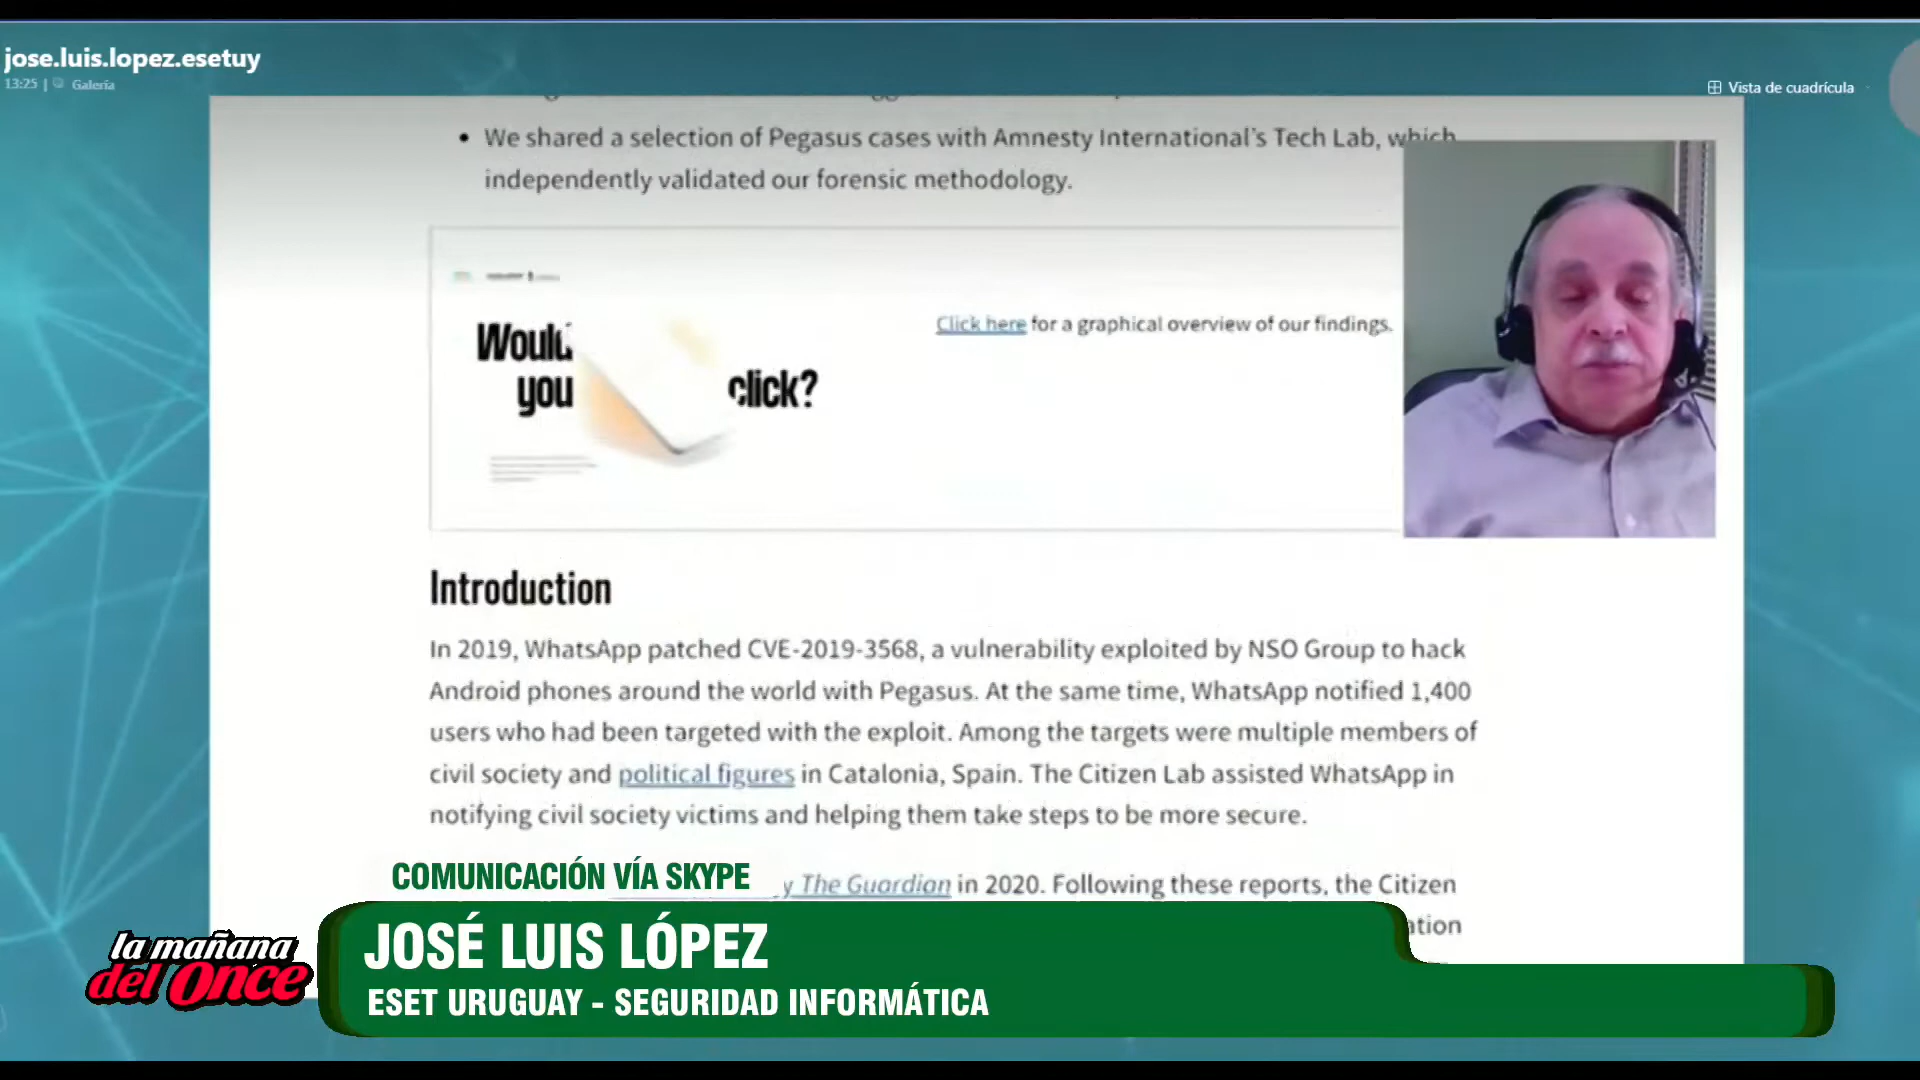 jose.luis.lopez.esetuy
13:25 | Galería
Vista de cuadrícula
• We shared a selection of Pegasus cases with Amnesty International's Tech Lab, which
independently validated our forensic methodology.
Would
you click?
Click here for a graphical overview of our findings.
Introduction
In 2019, WhatsApp patched CVE-2019-3568, a vulnerability exploited by NSO Group to hack
Android phones around the world with Pegasus. At the same time, WhatsApp notified 1,400
users who had been targeted with the exploit. Among the targets were multiple members of
civil society and political figures in Catalonia, Spain. The Citizen Lab assisted WhatsApp in
notifying civil society victims and helping them take steps to be more secure.
COMUNICACIÓN VÍA SKYPE
The Guardian in 2020. Following these reports, the Citizen
JOSÉ LUIS LÓPEZ
ESET URUGUAY - SEGURIDAD INFORMÁTICA
la mañana
del Once